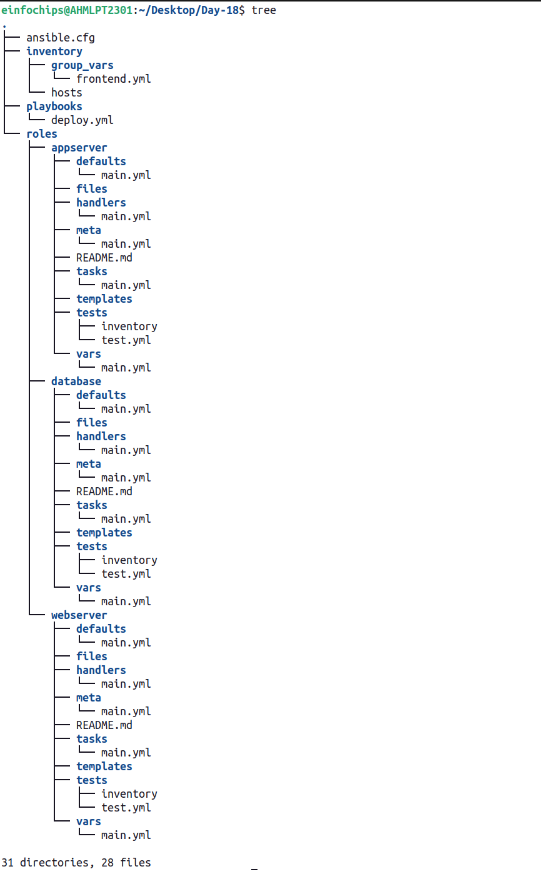 einfochips@AHMLPT2301:~/Desktop/Day-18$ tree
.
├── ansible.cfg
├── inventory
│   ├── group_vars
│   │   └── frontend.yml
│   └── hosts
├── playbooks
│   └── deploy.yml
└── roles
    ├── appserver
    │   ├── defaults
    │   │   └── main.yml
    │   ├── files
    │   ├── handlers
    │   │   └── main.yml
    │   ├── meta
    │   │   └── main.yml
    │   ├── README.md
    │   ├── tasks
    │   │   └── main.yml
    │   ├── templates
    │   ├── tests
    │   │   ├── inventory
    │   │   └── test.yml
    │   └── vars
    │       └── main.yml
    ├── database
    │   ├── defaults
    │   │   └── main.yml
    │   ├── files
    │   ├── handlers
    │   │   └── main.yml
    │   ├── meta
    │   │   └── main.yml
    │   ├── README.md
    │   ├── tasks
    │   │   └── main.yml
    │   ├── templates
    │   ├── tests
    │   │   ├── inventory
    │   │   └── test.yml
    │   └── vars
    │       └── main.yml
    └── webserver
        ├── defaults
        │   └── main.yml
        ├── files
        ├── handlers
        │   └── main.yml
        ├── meta
        │   └── main.yml
        ├── README.md
        ├── tasks
        │   └── main.yml
        ├── templates
        ├── tests
        │   ├── inventory
        │   └── test.yml
        └── vars
            └── main.yml

31 directories, 28 files